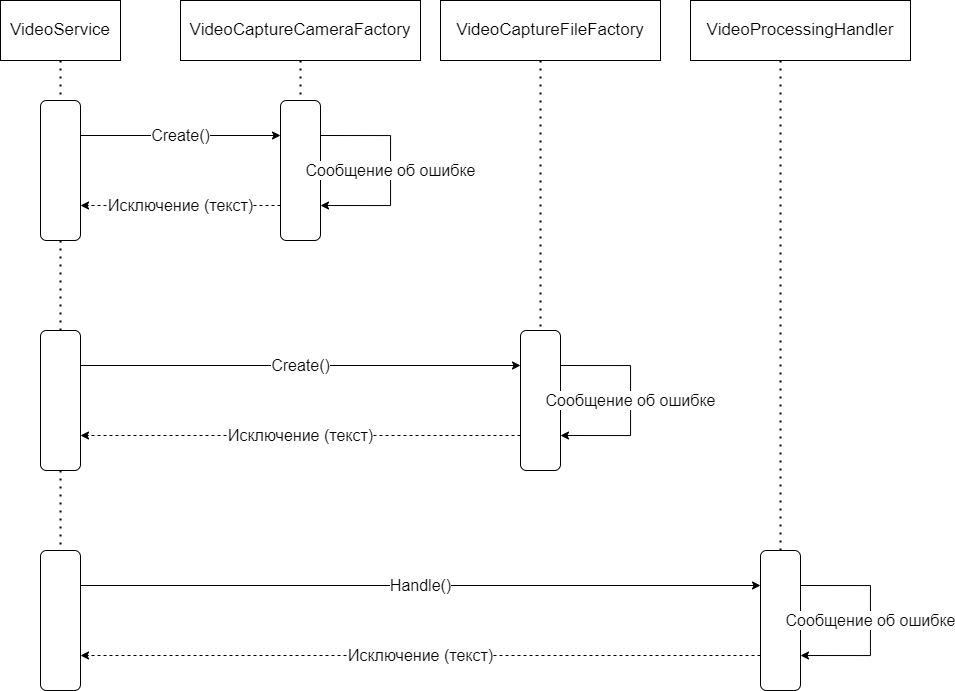 VideoService
VideoCaptureCameraFactory
VideoCaptureFileFactory
VideoProcessingHandler
Create()
Сообщение об ошибке
Исключение (текст)
Create()
Сообщение об ошибке
Исключение (текст)
Handle()
Сообщение об ошибке
Исключение (текст)